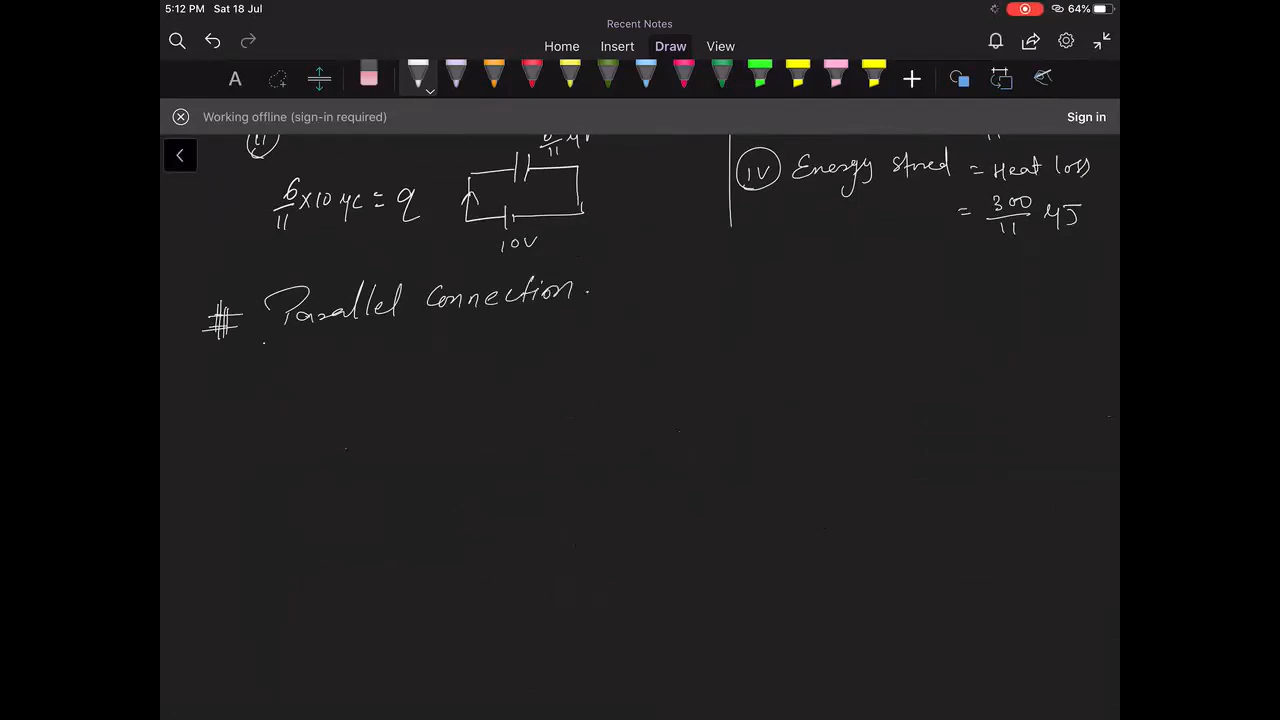 5:12 PM Sat 18 Jul
64%
Recent Notes
Home Insert Draw View
A
Working offline (sign-in required)
Sign in
6/11 × 10 μC = q
10V
(IV) Energy stored = Heat loss
= 300/11 μJ
# Parallel Connection.